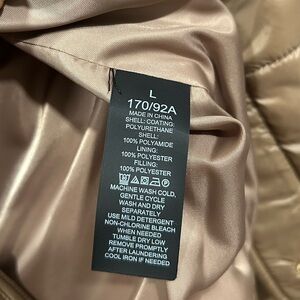 L
170/92A
MADE IN CHINA
SHELL: COATING:
POLYURETHANE
SHELL:
100% POLYAMIDE
LINING:
100% POLYESTER
FILLING:
100% POLYESTER
MACHINE WASH COLD,
GENTLE CYCLE
WASH AND DRY
SEPARATELY
USE MILD DETERGENT
NON-CHLORINE BLEACH
WHEN NEEDED
TUMBLE DRY LOW
REMOVE PROMPTLY
AFTER LAUNDERING
COOL IRON IF NEEDED